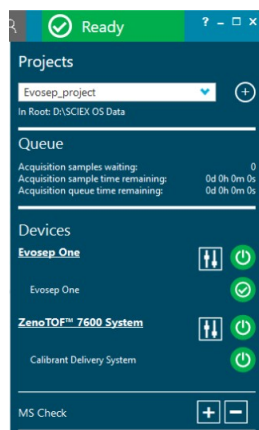 Ready
? – □ X
Projects
Evosep_project
In Root: D:\SCIEX OS Data
Queue
Acquisition samples waiting: 0
Acquisition sample time remaining: 0d 0h 0m 0s
Acquisition queue time remaining: 0d 0h 0m 0s
Devices
Evosep One
Evosep One
ZenoTOF™ 7600 System
Calibrant Delivery System
MS Check